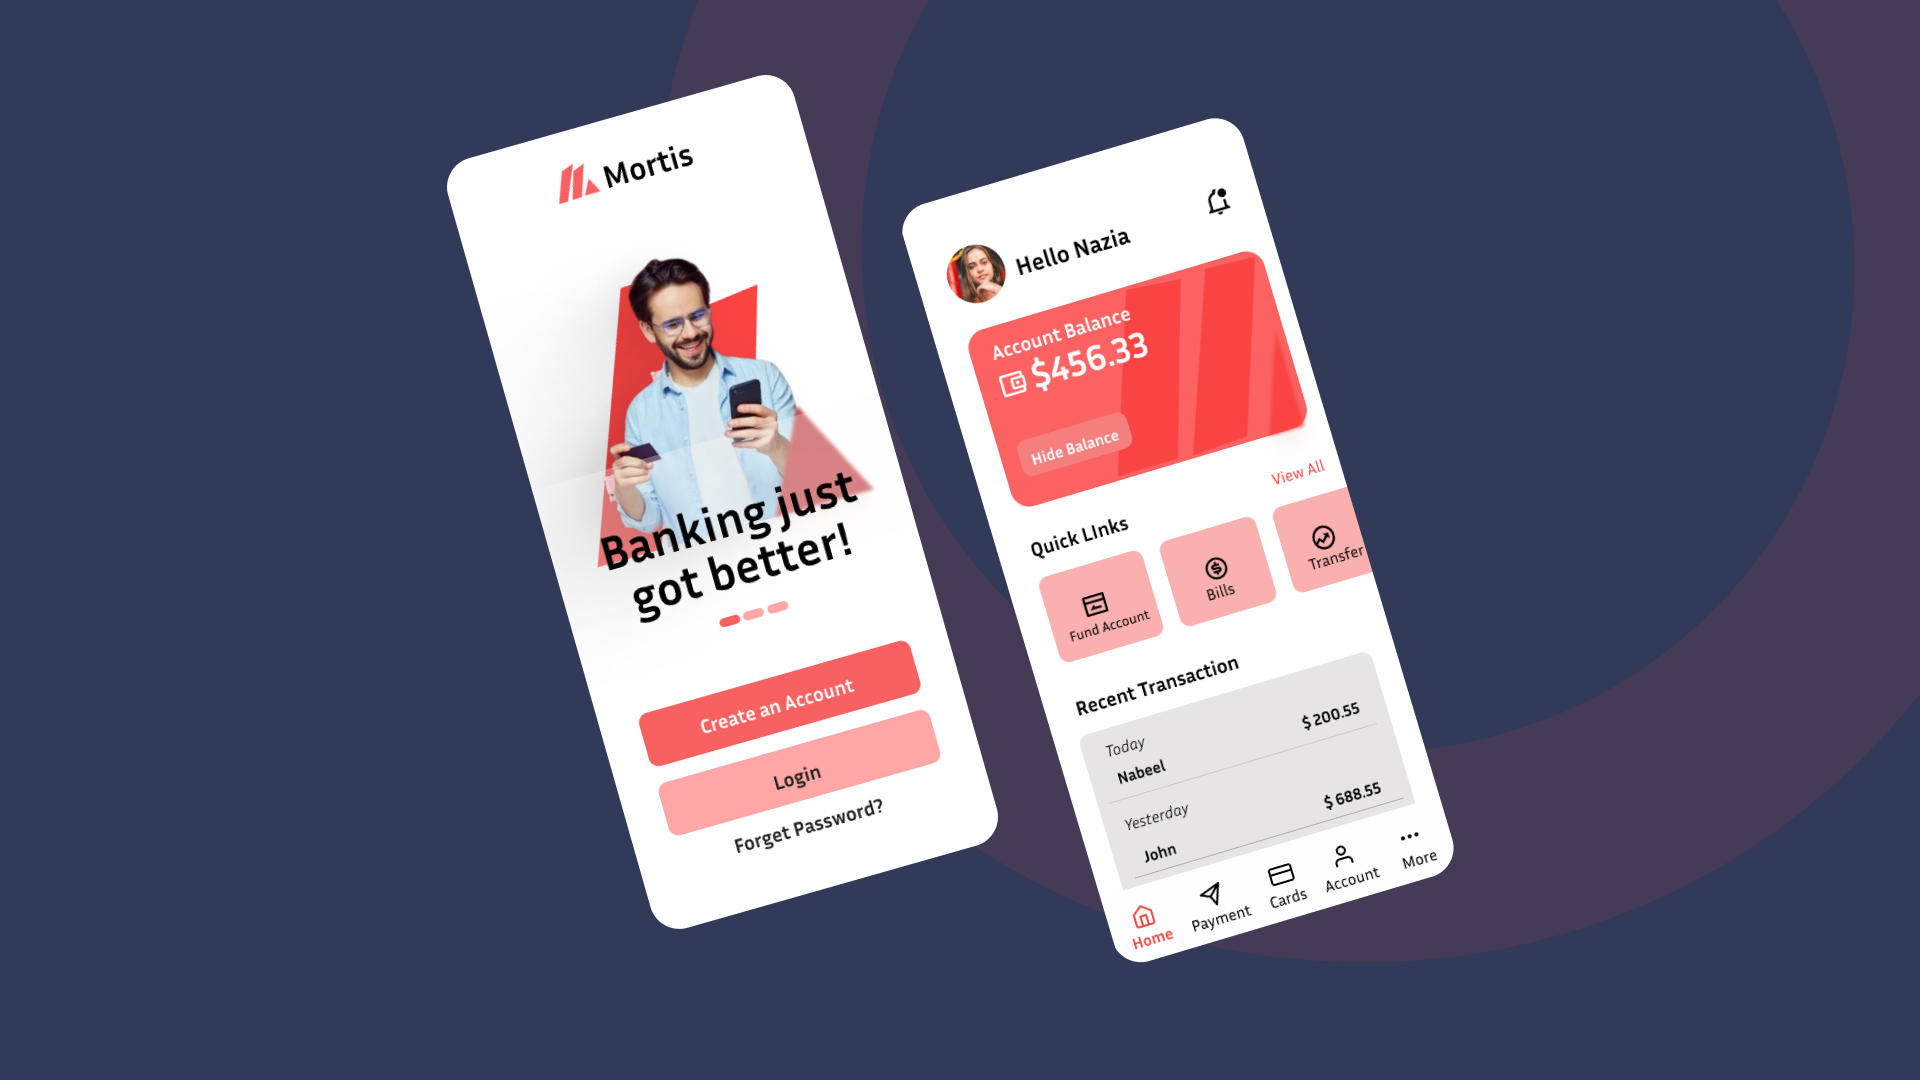 Mortis
Banking just
got better!
Create an Account
Login
Forget Password?
Hello Nazia
Account Balance
$456.33
Hide Balance
View All
Quick LInks
Fund Account
Bills
Transfer
Recent Transaction
Today
Nabeel
$ 200.55
Yesterday
John
$ 688.55
Home
Payment
Cards
Account
More